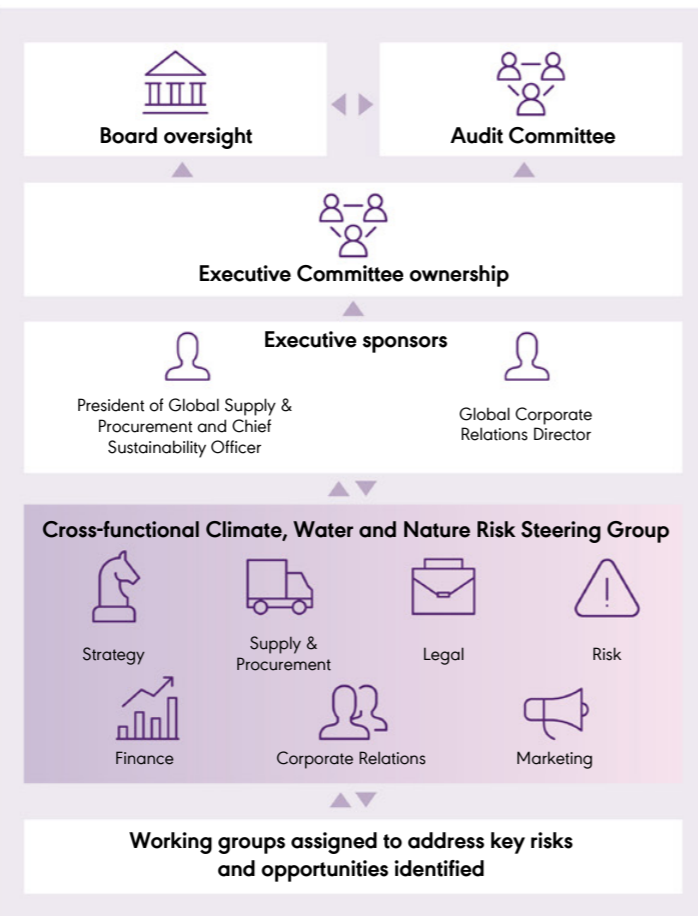 Board oversight
Audit Committee
Executive Committee ownership
Executive sponsors
President of Global Supply &
Procurement and Chief
Sustainability Officer
Global Corporate
Relations Director
Cross-functional Climate, Water and Nature Risk Steering Group
Strategy
Supply &
Procurement
Legal
Risk
Finance
Corporate Relations
Marketing
Working groups assigned to address key risks
and opportunities identified